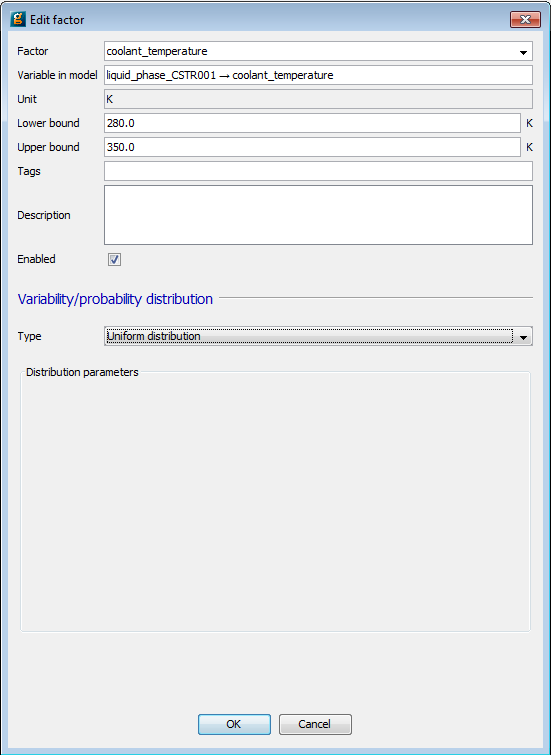 Edit factor
Factor coolant_temperature
Variable in model liquid_phase_CSTR001 → coolant_temperature
Unit K
Lower bound 280.0 K
Upper bound 350.0 K
Tags
Description
Enabled
Variability/probability distribution
Type Uniform distribution
Distribution parameters
OK Cancel